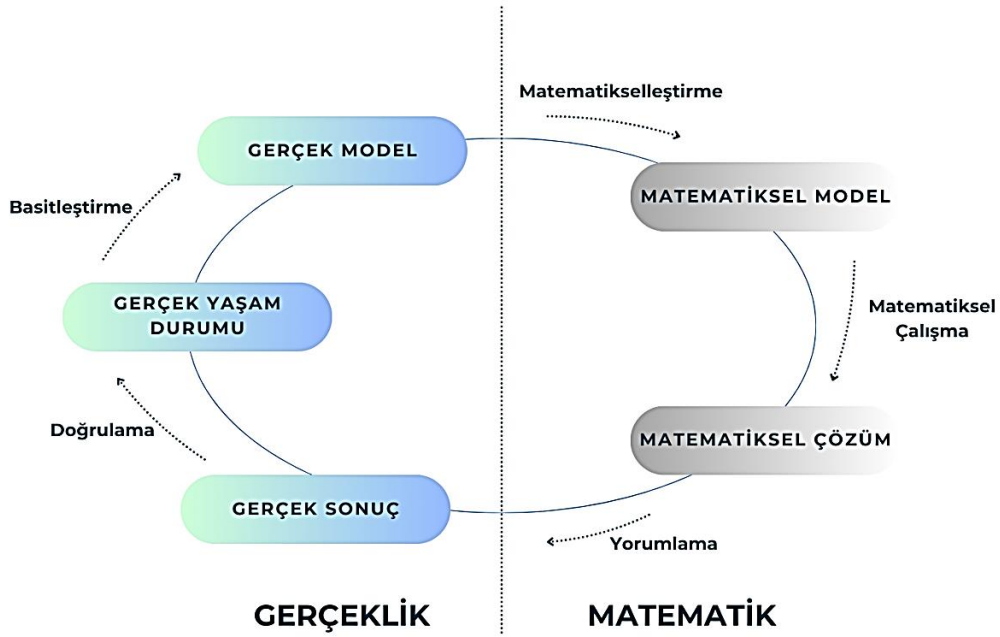 Matematikselleştirme
GERÇEK MODEL
MATEMATİKSEL MODEL
Basitleştirme
GERÇEK YAŞAM
DURUMU
Matematiksel
Çalışma
Doğrulama
MATEMATİKSEL ÇÖZÜM
GERÇEK SONUÇ
Yorumlama
GERÇEKLİK
MATEMATİK